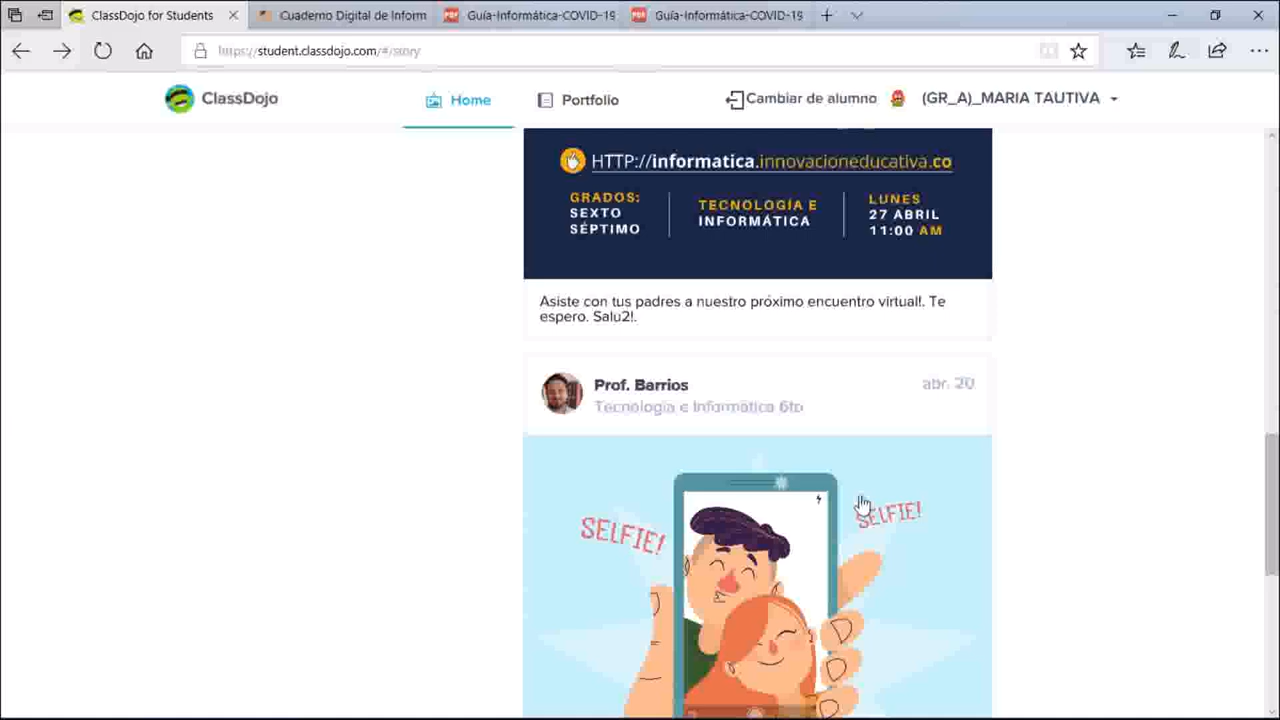 ClassDojo for Students
Cuaderno Digital de Inform
Guía-Informática-COVID-19
Guía-Informática-COVID-19
https://student.classdojo.com/#/story
ClassDojo
Home
Portfolio
Cambiar de alumno
(GR_A)_MARIA TAUTIVA
HTTP://informatica.innovacioneducativa.co
GRADOS:
SEXTO
SÉPTIMO
TECNOLOGÍA E
INFORMÁTICA
LUNES
27 ABRIL
11:00 AM
Asiste con tus padres a nuestro próximo encuentro virtual!. Te
espero. Salu2!.
Prof. Barrios
abr. 20
Tecnología e Informática 6to
SELFIE!
SELFIE!